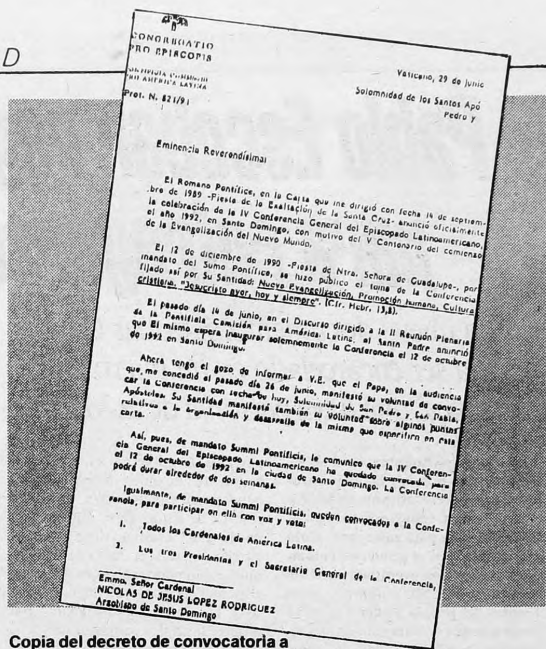 D
CONGREGATIO
PRO EPISCOPIS
PRO AMERICA LATINA
Prot. N. 821/91
Vaticano, 29 de junio
Solemnidad de los Santos Apó
Pedro y
Eminencia Reverendísima:
El Romano Pontífice, en la Carta que me dirigió con fecha 14 de septiem-
bre de 1989 -Fiesta de la Exaltación de la Santa Cruz- anunció oficialmente
la celebración de la IV Conferencia General del Episcopado Latinoamericano,
el año 1992, en Santo Domingo, con motivo del V Centenario del comienzo
de la Evangelización del Nuevo Mundo.
El 12 de diciembre de 1990 -Fiesta de Ntra. Señora de Guadalupe-, por
mandato del Sumo Pontífice, se hizo público el tema de la Conferencia
fijado así por Su Santidad: Nueva Evangelización, Promoción humana, Cultura
cristiana. "Jesucristo ayer, hoy y siempre". (Cfr. Hebr. 13,8).
El pasado día 14 de junio, en el Discurso dirigido a la II Reunión Plenaria
de la Pontificia Comisión para América Latina, el Santo Padre anunció
que El mismo espera inaugurar solemnemente la Conferencia el 12 de octubre
de 1992 en Santo Domingo.
Ahora tengo el gozo de informar a V.E. que el Papa, en la audiencia
que me concedió el pasado día 26 de junio, manifestó su voluntad de convo-
car la Conferencia con fecha de hoy, Solemnidad de San Pedro y San Pablo,
Apóstoles. Su Santidad manifestó también su voluntad sobre algunos puntos
relativos a la organización y desarrollo de la misma que especifico en esta
carta.
Así, pues, de mandato Summi Pontificis, le comunico que la IV Conferen-
cia General del Episcopado Latinoamericano ha quedado convocada para
el 12 de octubre de 1992 en la ciudad de Santo Domingo. La Conferencia
podrá durar alrededor de dos semanas.
Igualmente, de mandato Summi Pontificis, quedan convocados a la Confe-
rencia, para participar en ella con voz y voto:
1. Todos los Cardenales de América Latina.
2. Los tres Presidentes y el Secretario General de la Conferencia,
Emmo. Señor Cardenal
NICOLAS DE JESUS LOPEZ RODRIGUEZ
Arzobispo de Santo Domingo
Copia del decreto de convocatoria a